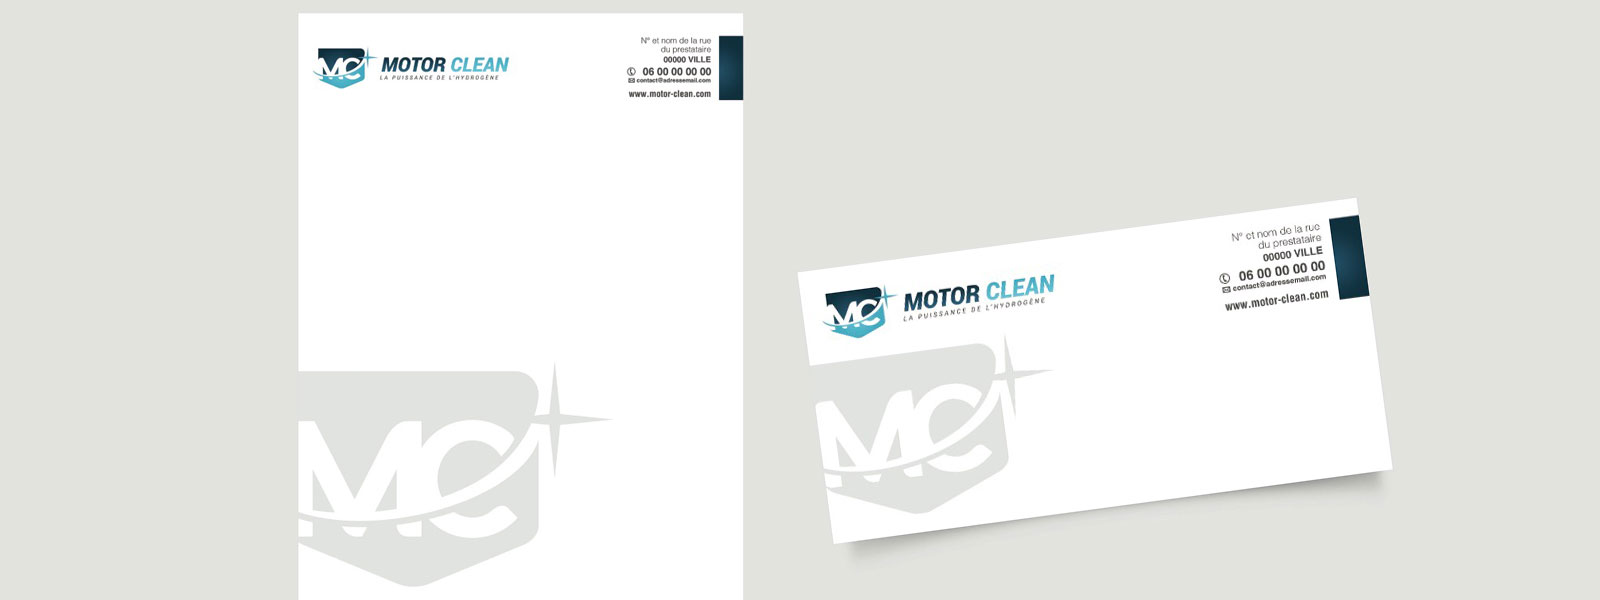 MC
MOTOR CLEAN
LA PUISSANCE DE L'HYDROGÈNE
N° et nom de la rue
du prestataire
00000 VILLE
06 00 00 00 00
contact@adressemail.com
www.motor-clean.com
MC
MC
MOTOR CLEAN
LA PUISSANCE DE L'HYDROGÈNE
N° et nom de la rue
du prestataire
00000 VILLE
06 00 00 00 00
contact@adressemail.com
www.motor-clean.com
MC